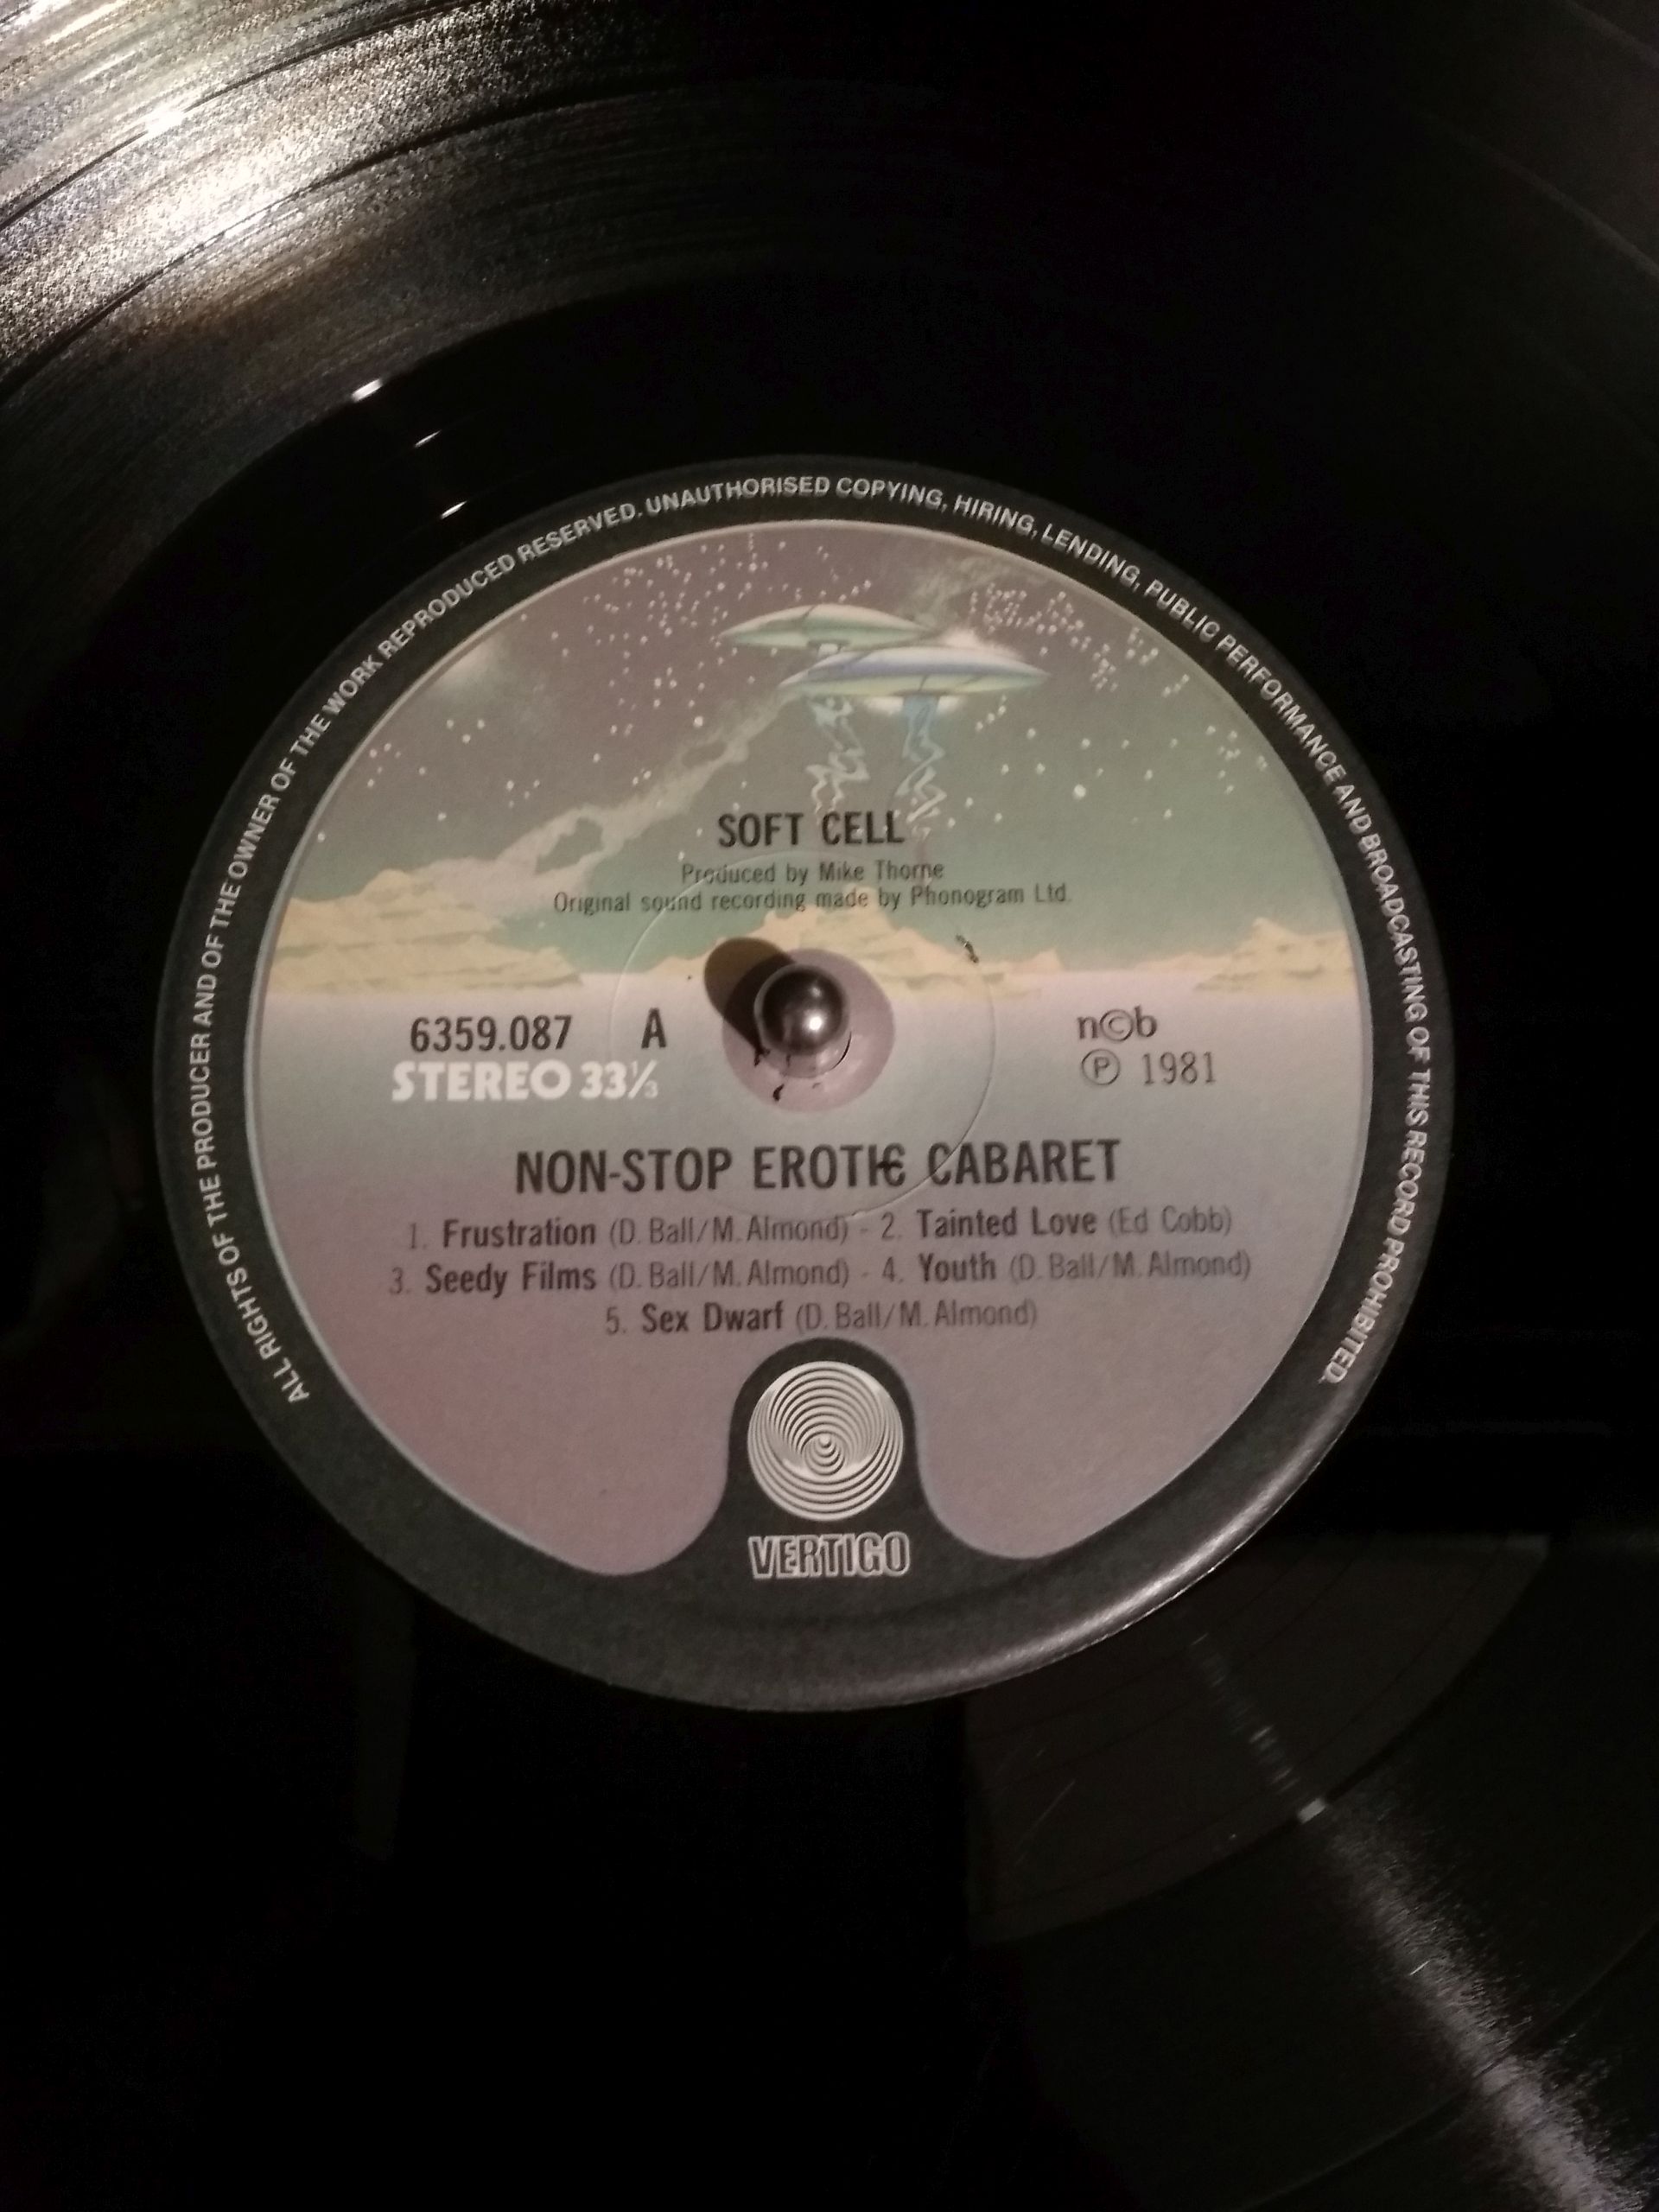 ALL RIGHTS OF THE PRODUCER AND OF THE OWNER OF THE WORK REPRODUCED RESERVED. UNAUTHORISED COPYING, HIRING, LENDING, PUBLIC PERFORMANCE AND BROADCASTING OF THIS RECORD PROHIBITED.
SOFT CELL
Produced by Mike Thorne
Original sound recording made by Phonogram Ltd.
6359.087 A n©b
STEREO 33⅓ ℗ 1981
NON-STOP EROTIC CABARET
1. Frustration (D. Ball/M. Almond) - 2. Tainted Love (Ed Cobb)
3. Seedy Films (D. Ball/M. Almond) - 4. Youth (D. Ball/M. Almond)
5. Sex Dwarf (D. Ball/M. Almond)
VERTIGO